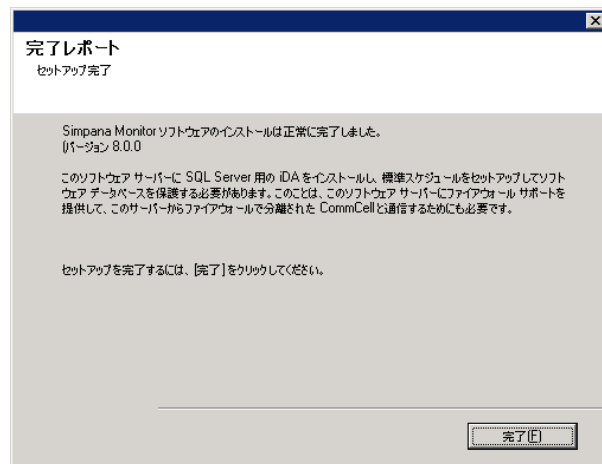 完了レポート
セットアップ完了
Simpana Monitor ソフトウェアのインストールは正常に完了しました。
(バージョン 8.0.0
このソフトウェア サーバーに SQL Server 用の iDA をインストールし、標準スケジュールをセットアップしてソフト
ウェア データベースを保護する必要があります。このことは、このソフトウェア サーバーにファイアウォール サポートを
提供して、このサーバーからファイアウォールで分離された CommCellと通信するためにも必要です。
セットアップを完了するには、[完了]をクリックしてください。
完了(F)